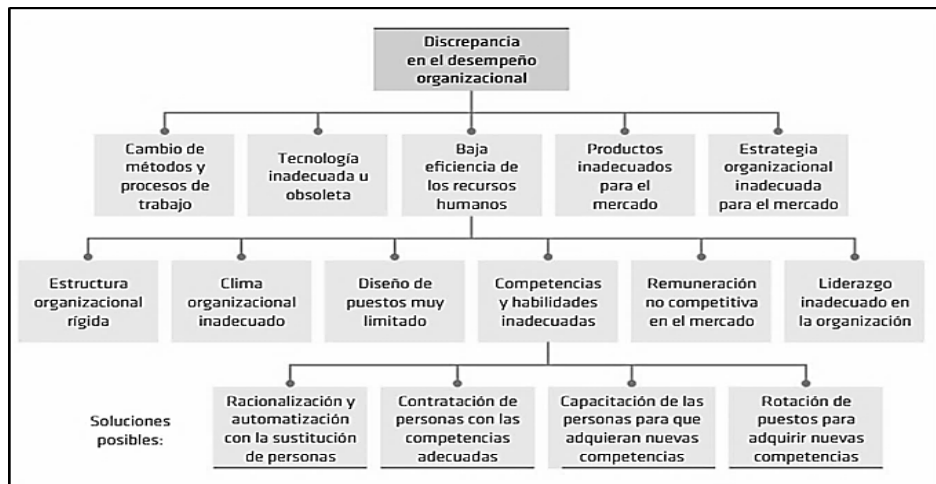 Discrepancia
en el desempeño
organizacional
Cambio de
métodos y
procesos de
trabajo
Tecnología
inadecuada u
obsoleta
Baja
eficiencia de
los recursos
humanos
Productos
inadecuados
para el
mercado
Estrategia
organizacional
inadecuada
para el mercado
Estructura
organizacional
rígida
Clima
organizacional
inadecuado
Diseño de
puestos muy
limitado
Competencias
y habilidades
inadecuadas
Remuneración
no competitiva
en el mercado
Liderazgo
inadecuado en
la organización
Soluciones
posibles:
Racionalización y
automatización
con la sustitución
de personas
Contratación de
personas con las
competencias
adecuadas
Capacitación de las
personas para que
adquieran nuevas
competencias
Rotación de
puestos para
adquirir nuevas
competencias